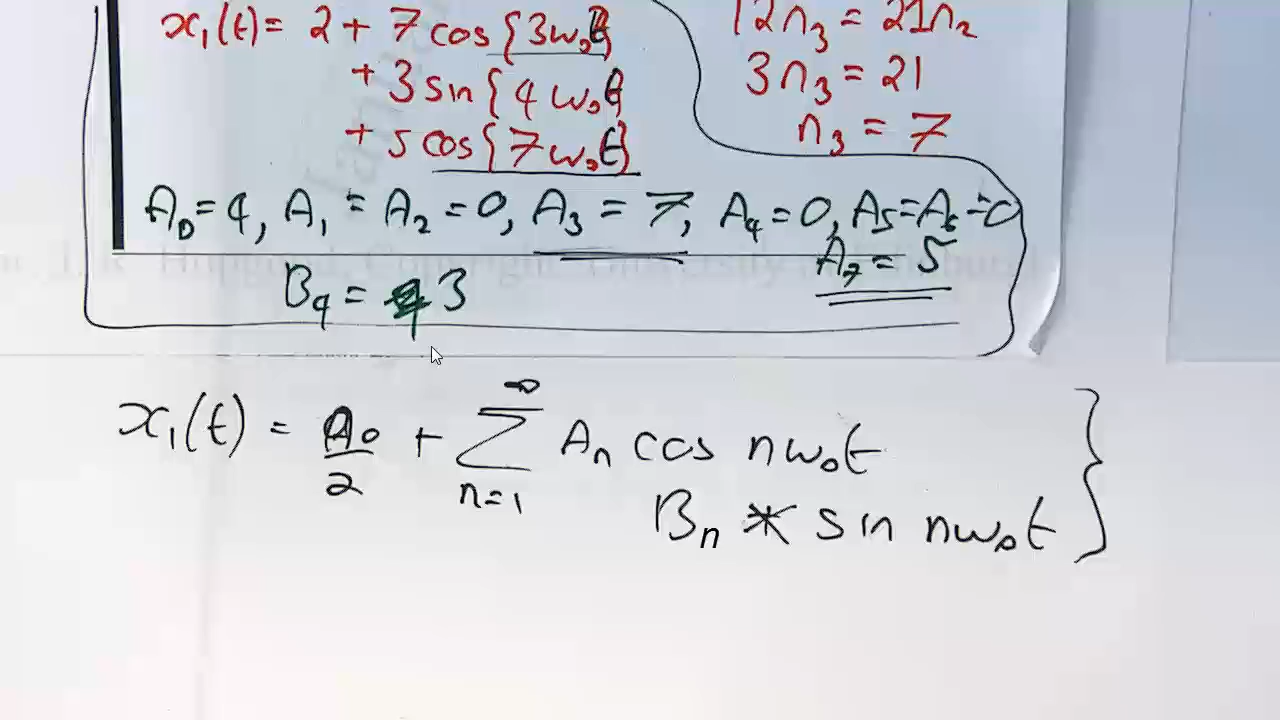 x₁(t) = 2 + 7 cos{3ω₀t}
+ 3 sin{4ω₀t}
+ 5 cos{7ω₀t}
12n₃ = 21n₂
3n₃ = 21
n₃ = 7
A₀ = 4, A₁ = A₂ = 0, A₃ = 7, A₄ = 0, A₅ = A₆ = 0
A₇ = 5
B₄ = 3
x₁(t) = A₀/2 + ∑ₙ₌₁^∞ Aₙ cos nω₀t
Bₙ * sin nω₀t }